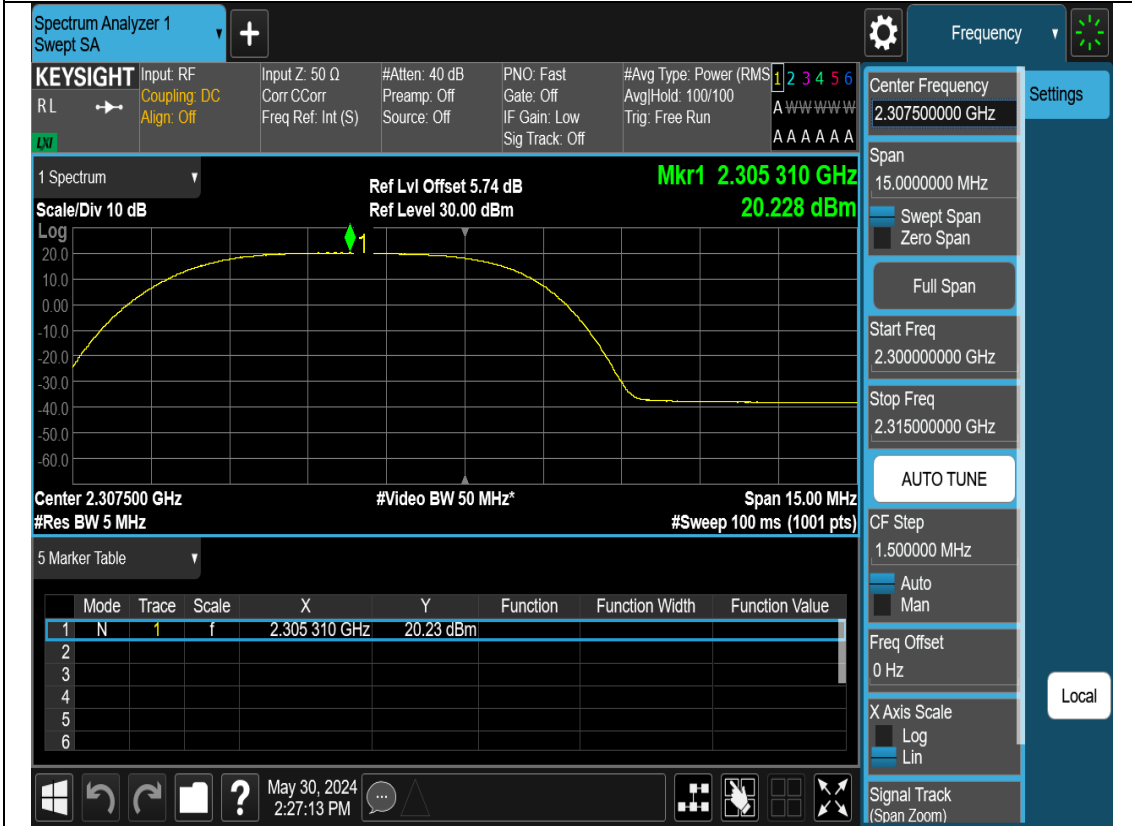 Spectrum Analyzer 1
Swept SA
+
Frequency
KEYSIGHT
R L
LXI
Input: RF
Coupling: DC
Align: Off
Input Z: 50 Ω
Corr CCorr
Freq Ref: Int (S)
#Atten: 40 dB
Preamp: Off
Source: Off
PNO: Fast
Gate: Off
IF Gain: Low
Sig Track: Off
#Avg Type: Power (RMS
Avg|Hold: 100/100
Trig: Free Run
1 2 3 4 5 6
A W W W W W
A A A A A A
1 Spectrum
Scale/Div 10 dB
Ref Lvl Offset 5.74 dB
Ref Level 30.00 dBm
Mkr1 2.305 310 GHz
20.228 dBm
Log
1
20.0
10.0
0.00
-10.0
-20.0
-30.0
-40.0
-50.0
-60.0
Center 2.307500 GHz
#Video BW 50 MHz*
Span 15.00 MHz
#Res BW 5 MHz
#Sweep 100 ms (1001 pts)
5 Marker Table
Mode Trace Scale X Y Function Function Width Function Value
1 N 1 f 2.305 310 GHz 20.23 dBm
2
3
4
5
6
May 30, 2024
2:27:13 PM
?
Center Frequency
2.307500000 GHz
Settings
Span
15.0000000 MHz
Swept Span
Zero Span
Full Span
Start Freq
2.300000000 GHz
Stop Freq
2.315000000 GHz
AUTO TUNE
CF Step
1.500000 MHz
Auto
Man
Freq Offset
0 Hz
Local
X Axis Scale
Log
Lin
Signal Track
(Span Zoom)